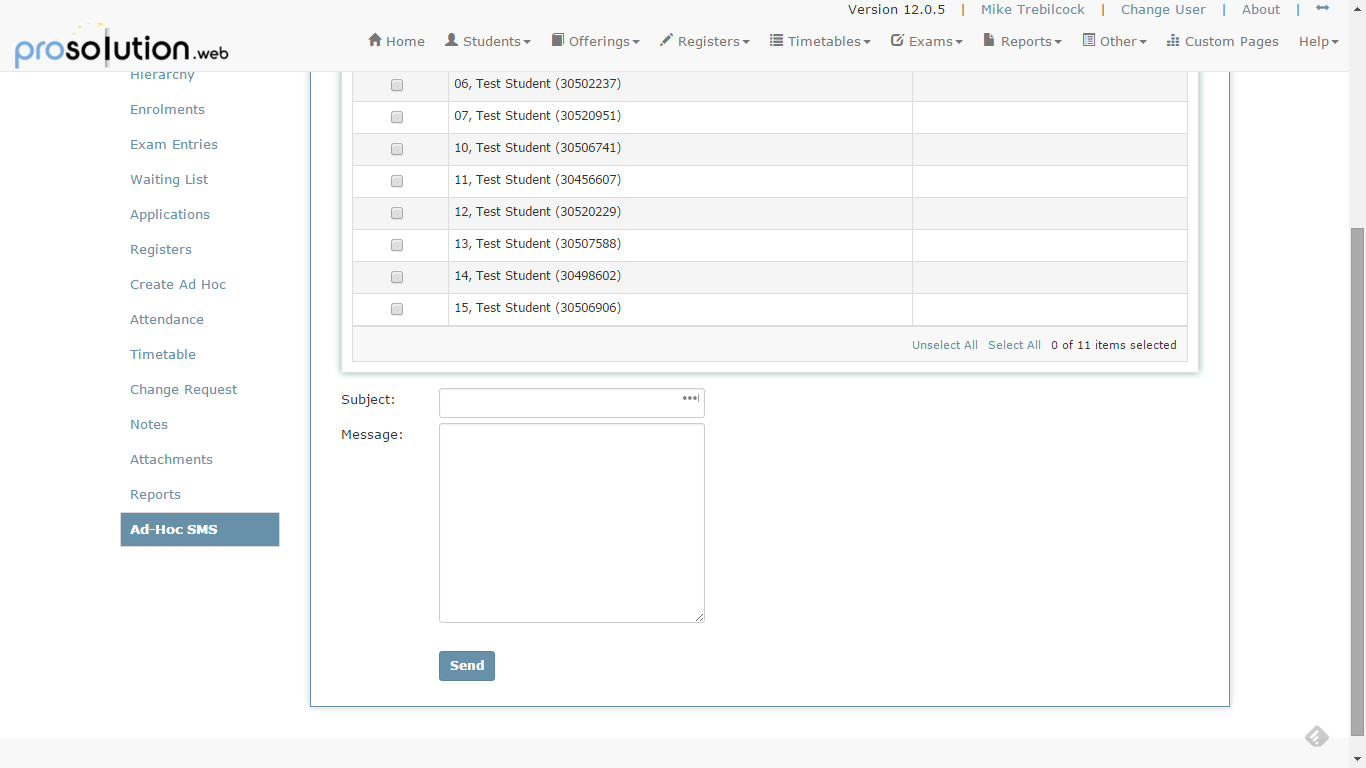 Version 12.0.5 | Mike Trebilcock | Change User | About |
prosolution.web
Home Students Offerings Registers Timetables Exams Reports Other Custom Pages Help
Hierarchy
Enrolments
Exam Entries
Waiting List
Applications
Registers
Create Ad Hoc
Attendance
Timetable
Change Request
Notes
Attachments
Reports
Ad-Hoc SMS
06, Test Student (30502237)
07, Test Student (30520951)
10, Test Student (30506741)
11, Test Student (30456607)
12, Test Student (30520229)
13, Test Student (30507588)
14, Test Student (30498602)
15, Test Student (30506906)
Unselect All Select All 0 of 11 items selected
Subject:
Message:
Send